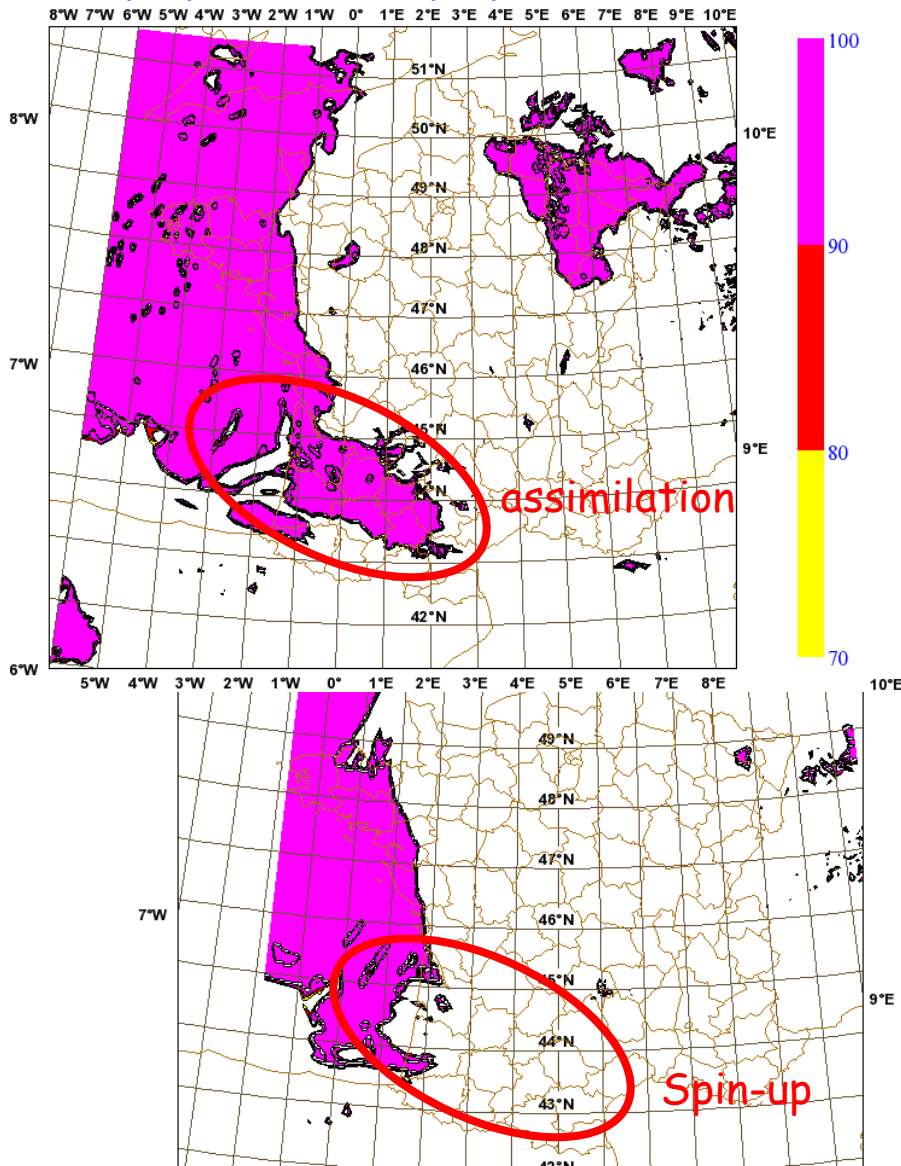 8°W 7°W 6°W 5°W 4°W 3°W 2°W 1°W 0° 1°E 2°E 3°E 4°E 5°E 6°E 7°E 8°E 9°E 10°E
100
51°N
8°W
50°N
10°E
49°N
48°N
90
47°N
7°W
46°N
45°N
9°E
80
assimilation
42°N
6°W
70
5°W 4°W 3°W 2°W 1°W 0° 1°E 2°E 3°E 4°E 5°E 6°E 7°E 8°E
10°E
49°N
48°N
47°N
7°W
46°N
45°N
9°E
44°N
Spin-up
43°N